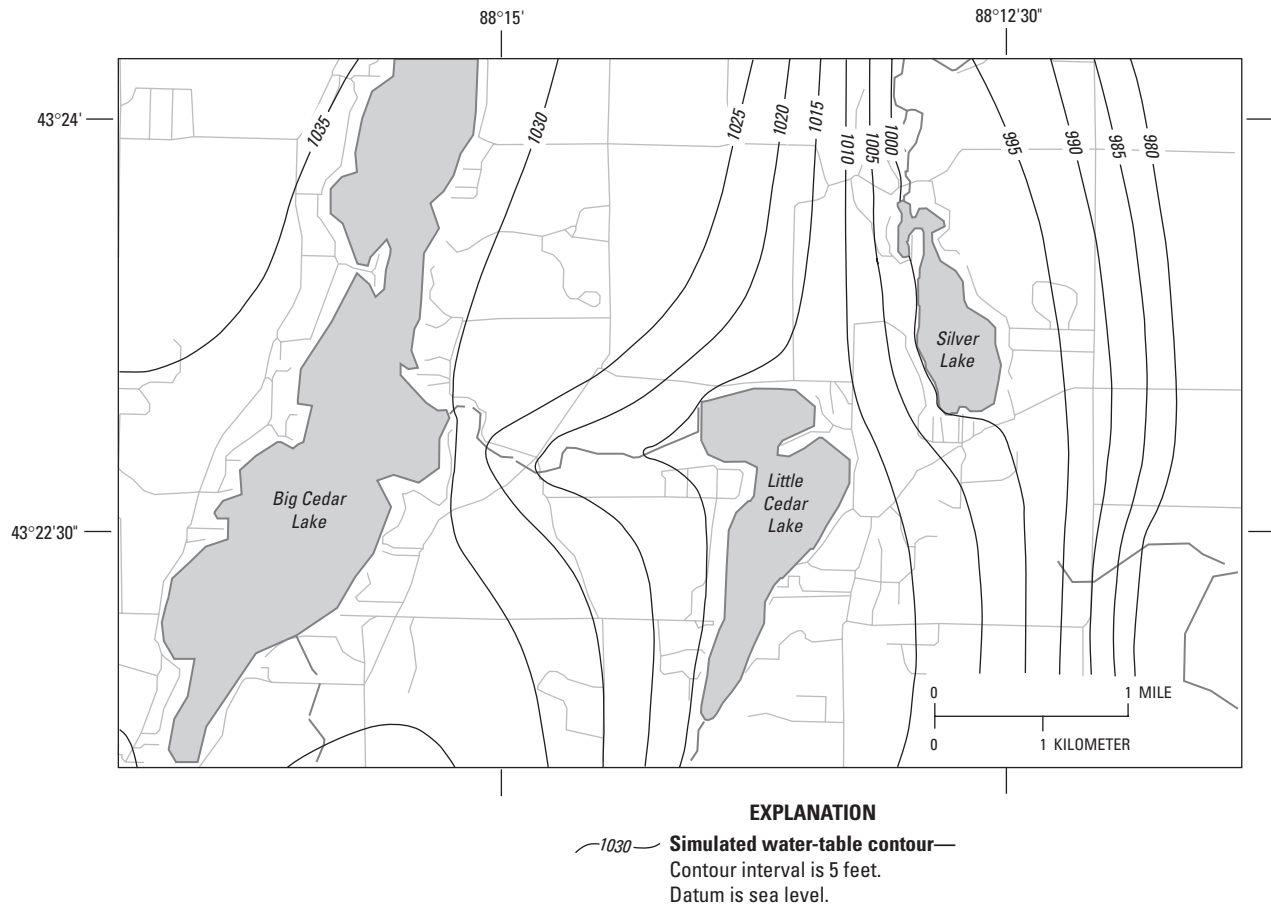 88°15'
88°12'30"
43°24'
1035
1030
1025
1020
1015
1010
1005
1000
995
990
985
980
Silver
Lake
Big Cedar
Lake
Little
Cedar
Lake
43°22'30"
0 1 MILE
0 1 KILOMETER
EXPLANATION
1030 Simulated water-table contour—
Contour interval is 5 feet.
Datum is sea level.